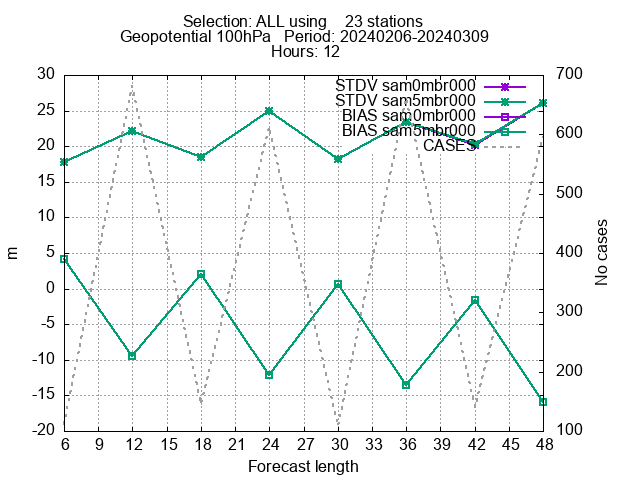 Selection: ALL using 23 stations
Geopotential 100hPa Period: 20240206-20240309
Hours: 12
30 700
STDV sam0mbr000
STDV sam5mbr000
BIAS sam0mbr000
BIAS sam5mbr000
CASES
25
20 600
15
10 500
5 400
0
-5 300
-10
-15 200
-20 100
m
No cases
6 9 12 15 18 21 24 27 30 33 36 39 42 45 48
Forecast length